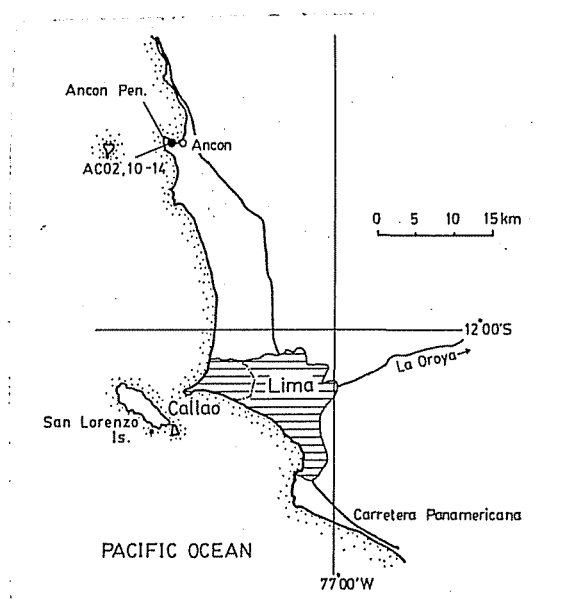 Ancon Pen.
Ancon
AC02,10-14
0 5 10 15km
12°00'S
La Oroya
Lima
Callao
San Lorenzo
Is.
Carretera Panamericana
PACIFIC OCEAN
77°00'W